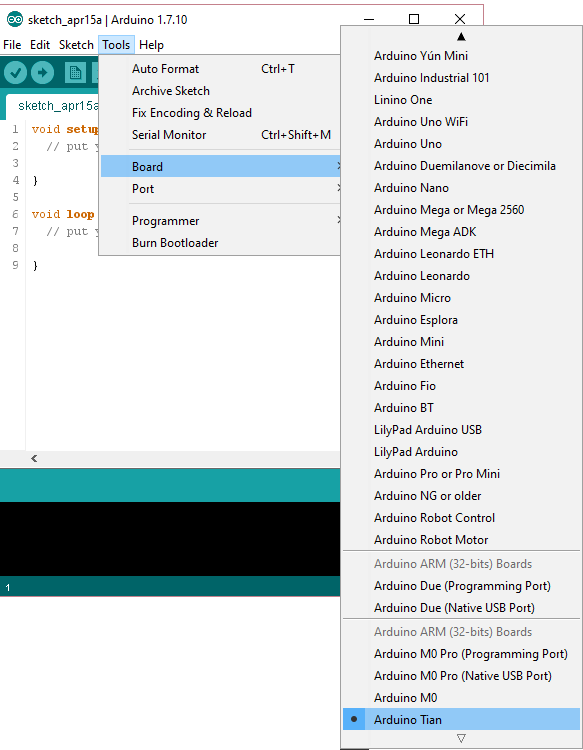 sketch_apr15a | Arduino 1.7.10
File Edit Sketch Tools Help
sketch_apr15a
1 void setup
2 // put y
3
4 }
5
6 void loop
7 // put y
8
9 }
1
Auto Format Ctrl+T
Archive Sketch
Fix Encoding & Reload
Serial Monitor Ctrl+Shift+M
Board
Port
Programmer
Burn Bootloader
Arduino Yún Mini
Arduino Industrial 101
Linino One
Arduino Uno WiFi
Arduino Uno
Arduino Duemilanove or Diecimila
Arduino Nano
Arduino Mega or Mega 2560
Arduino Mega ADK
Arduino Leonardo ETH
Arduino Leonardo
Arduino Micro
Arduino Esplora
Arduino Mini
Arduino Ethernet
Arduino Fio
Arduino BT
LilyPad Arduino USB
LilyPad Arduino
Arduino Pro or Pro Mini
Arduino NG or older
Arduino Robot Control
Arduino Robot Motor
Arduino ARM (32-bits) Boards
Arduino Due (Programming Port)
Arduino Due (Native USB Port)
Arduino ARM (32-bits) Boards
Arduino M0 Pro (Programming Port)
Arduino M0 Pro (Native USB Port)
Arduino M0
Arduino Tian